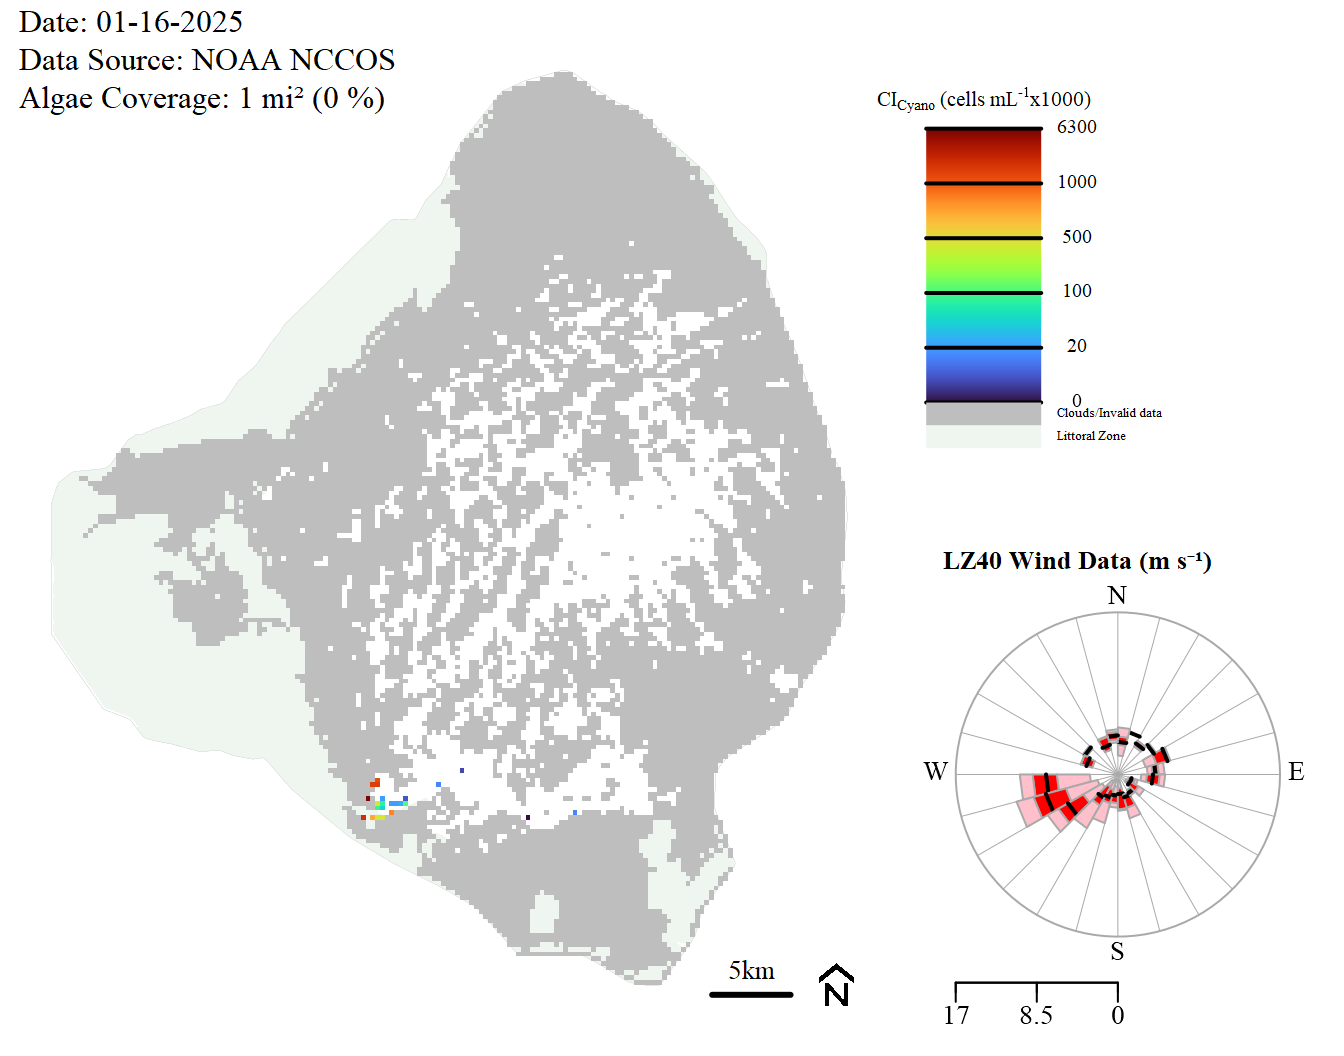 Date: 01-16-2025
Data Source: NOAA NCCOS
Algae Coverage: 1 mi² (0 %)
CI_Cyano (cells mL⁻¹x1000)
6300
1000
500
100
20
0
Clouds/Invalid data
Littoral Zone
LZ40 Wind Data (m s⁻¹)
N
W
E
S
5km
N
17 8.5 0